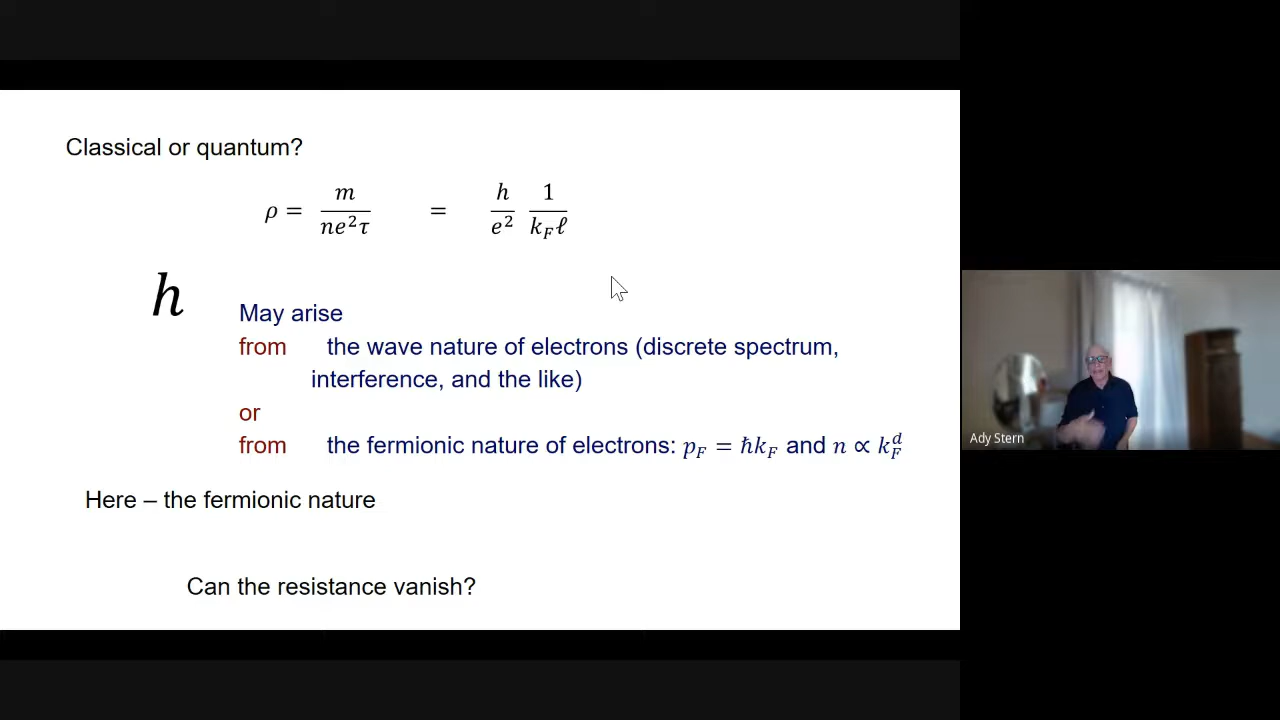 Classical or quantum?
ρ = m/(ne²τ) = h/e² 1/(k_F ℓ)
h
May arise
from the wave nature of electrons (discrete spectrum,
interference, and the like)
or
from the fermionic nature of electrons: p_F = ħk_F and n ∝ k_F^d
Here – the fermionic nature
Can the resistance vanish?
Ady Stern